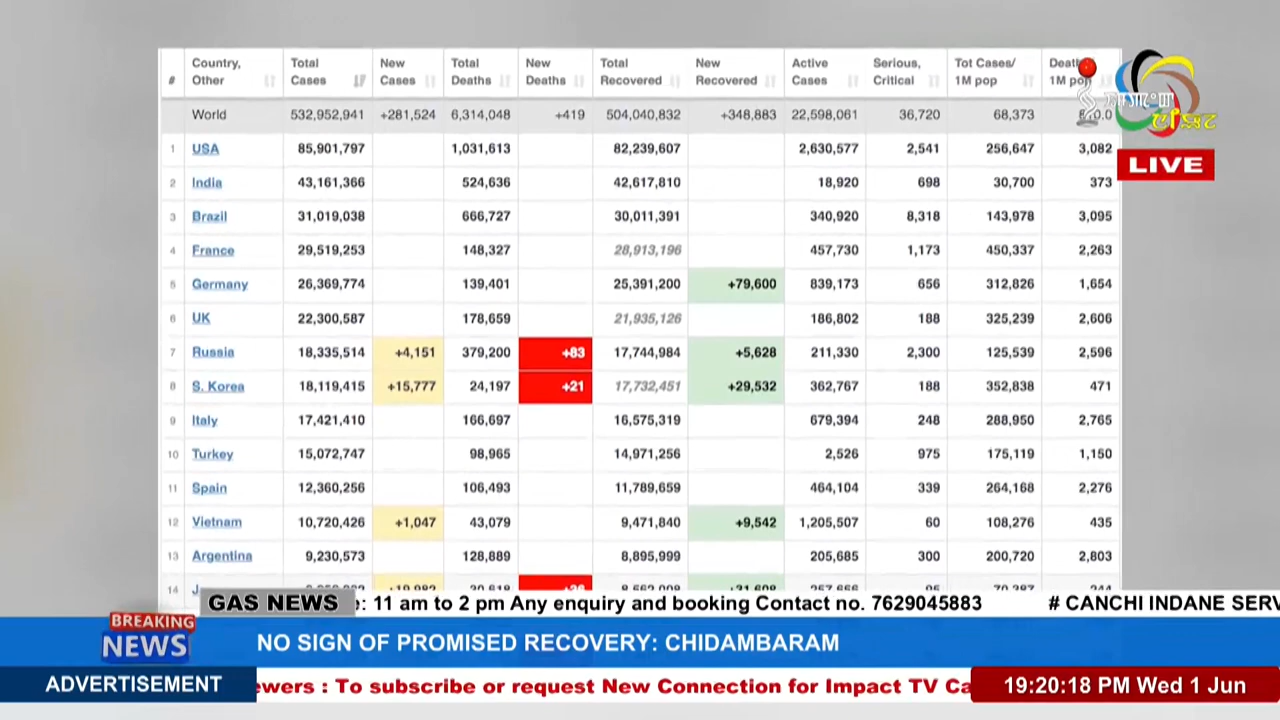 # Country, Other Total Cases New Cases Total Deaths New Deaths Total Recovered New Recovered Active Cases Serious, Critical Tot Cases/ 1M pop 1M pop
World 532,952,941 +281,524 6,314,048 +419 504,040,832 +348,883 22,598,061 36,720 68,373
1 USA 85,901,797 1,031,613 82,239,607 2,630,577 2,541 256,647 3,082
2 India 43,161,366 524,636 42,617,810 18,920 698 30,700 373
3 Brazil 31,019,038 666,727 30,011,391 340,920 8,318 143,978 3,095
4 France 29,519,253 148,327 28,913,196 457,730 1,173 450,337 2,263
5 Germany 26,369,774 139,401 25,391,200 +79,600 839,173 656 312,826 1,654
6 UK 22,300,587 178,659 21,935,126 186,802 188 325,239 2,606
7 Russia 18,335,514 +4,151 379,200 +83 17,744,984 +5,628 211,330 2,300 125,539 2,596
8 S. Korea 18,119,415 +15,777 24,197 +21 17,732,451 +29,532 362,767 188 352,838 471
9 Italy 17,421,410 166,697 16,575,319 679,394 248 288,950 2,765
10 Turkey 15,072,747 98,965 14,971,256 2,526 975 175,119 1,150
11 Spain 12,360,256 106,493 11,789,659 464,104 339 264,168 2,276
12 Vietnam 10,720,426 +1,047 43,079 9,471,840 +9,542 1,205,507 60 108,276 435
13 Argentina 9,230,573 128,889 8,895,999 205,685 300 200,720 2,803
14
LIVE
GAS NEWS : 11 am to 2 pm Any enquiry and booking Contact no. 7629045883 # CANCHI INDANE SERV
BREAKING
NEWS NO SIGN OF PROMISED RECOVERY: CHIDAMBARAM
ADVERTISEMENT ewers : To subscribe or request New Connection for Impact TV Ca 19:20:18 PM Wed 1 Jun